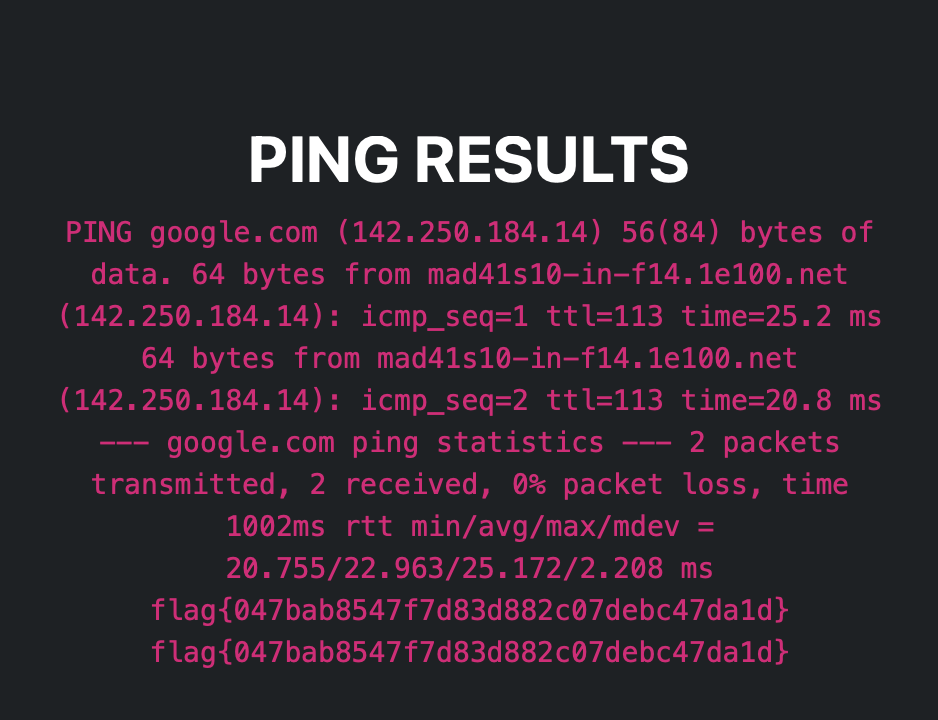 PING RESULTS
PING google.com (142.250.184.14) 56(84) bytes of
data. 64 bytes from mad41s10-in-f14.1e100.net
(142.250.184.14): icmp_seq=1 ttl=113 time=25.2 ms
64 bytes from mad41s10-in-f14.1e100.net
(142.250.184.14): icmp_seq=2 ttl=113 time=20.8 ms
--- google.com ping statistics --- 2 packets
transmitted, 2 received, 0% packet loss, time
1002ms rtt min/avg/max/mdev =
20.755/22.963/25.172/2.208 ms
flag{047bab8547f7d83d882c07debc47da1d}
flag{047bab8547f7d83d882c07debc47da1d}